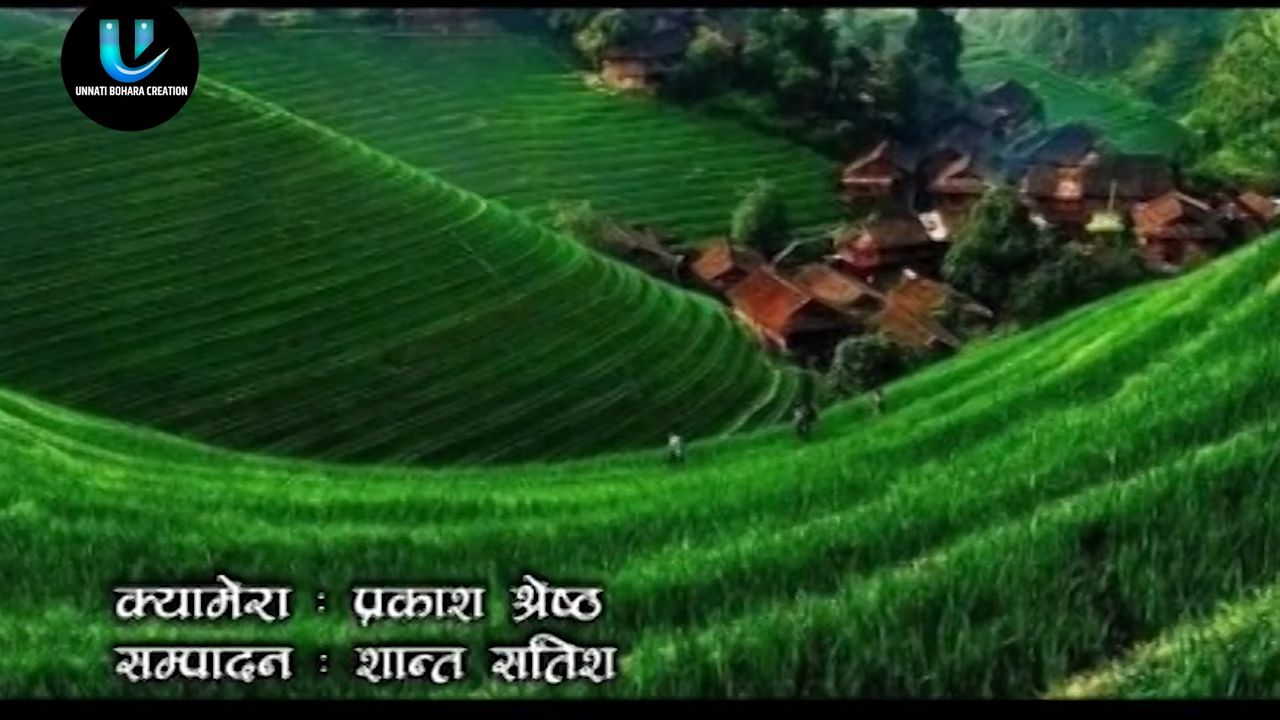 UNNATI BOHARA CREATION
क्यामेरा : प्रकाश श्रेष्ठ
सम्पादन : शान्त सतिश